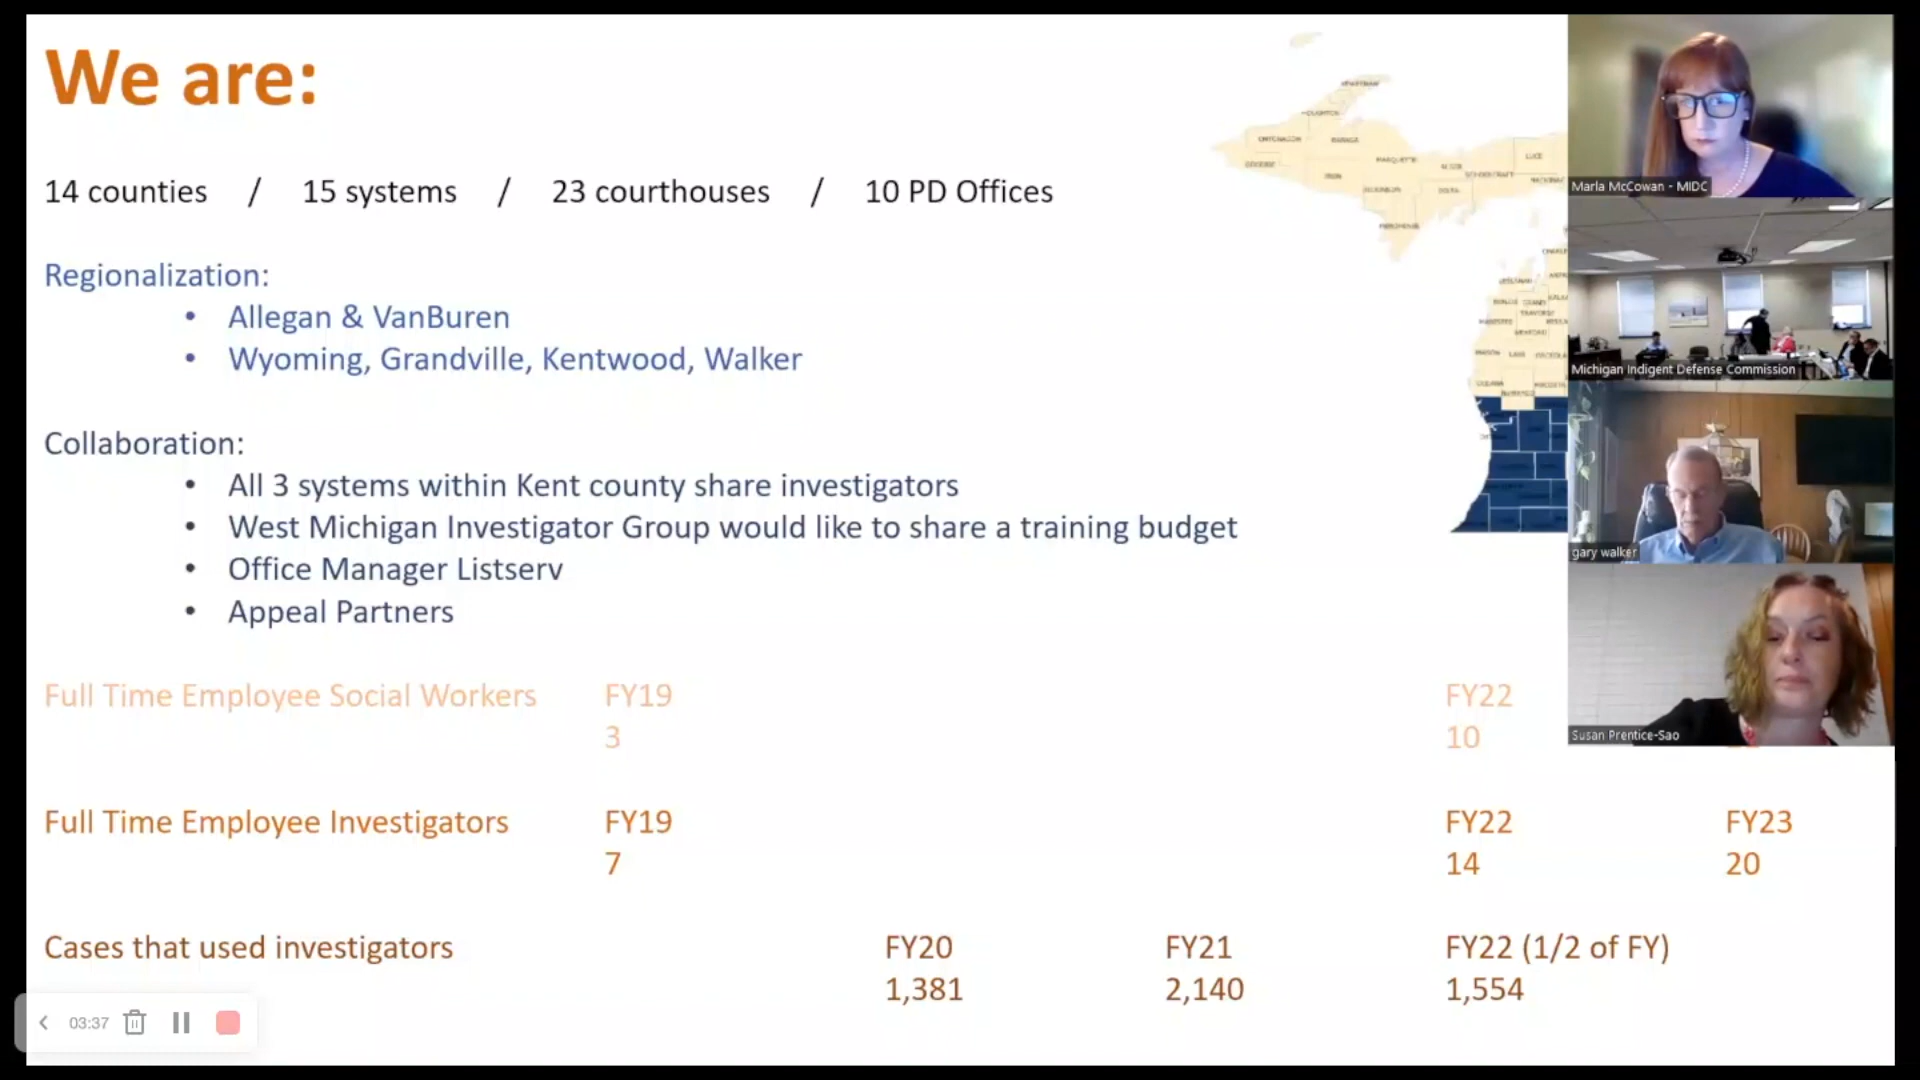 We are:
14 counties / 15 systems / 23 courthouses / 10 PD Offices
Regionalization:
• Allegan & VanBuren
• Wyoming, Grandville, Kentwood, Walker
Collaboration:
• All 3 systems within Kent county share investigators
• West Michigan Investigator Group would like to share a training budget
• Office Manager Listserv
• Appeal Partners
Full Time Employee Social Workers FY19 FY22
3 10
Full Time Employee Investigators FY19 FY22 FY23
7 14 20
Cases that used investigators FY20 FY21 FY22 (1/2 of FY)
1,381 2,140 1,554
03:37
MARQUETTE
LUCE
Marla McCowan - MIDC
Michigan Indigent Defense Commission
gary walker
Susan Prentice-Sao